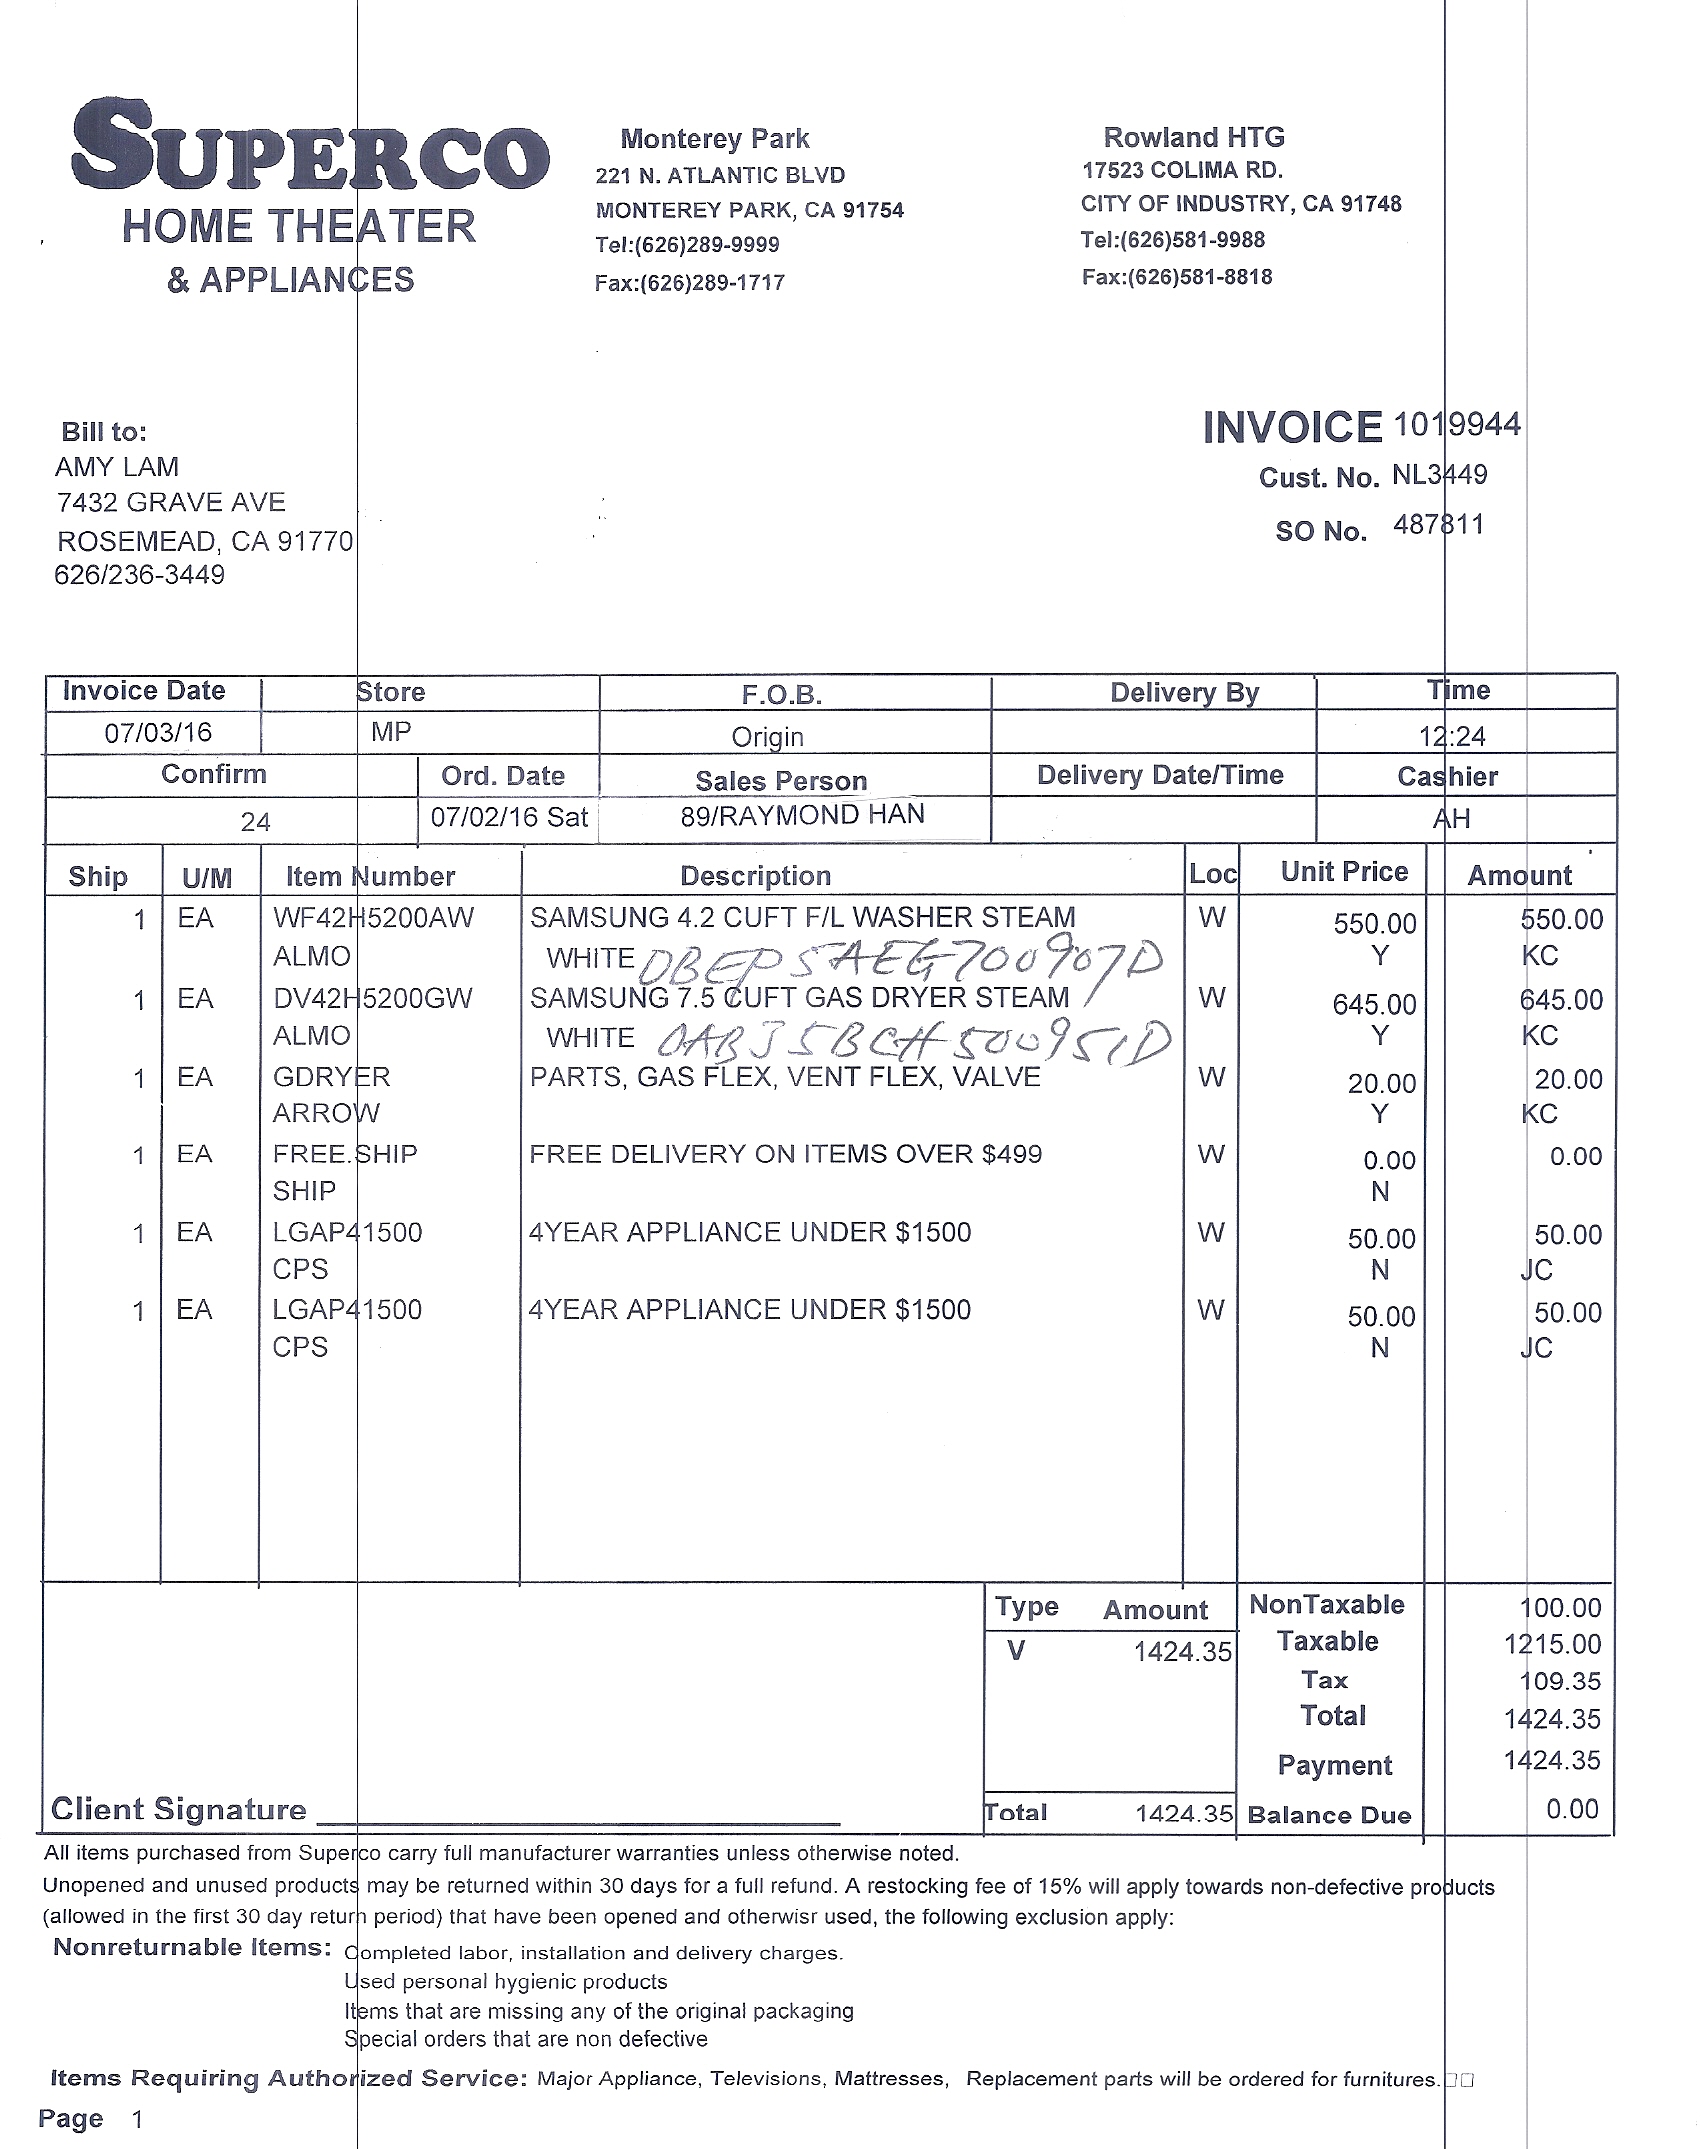 SUPERCO
HOME THEATER
& APPLIANCES
Monterey Park
221 N. ATLANTIC BLVD
MONTEREY PARK, CA 91754
Tel:(626)289-9999
Fax:(626)289-1717
Rowland HTG
17523 COLIMA RD.
CITY OF INDUSTRY, CA 91748
Tel:(626)581-9988
Fax:(626)581-8818
Bill to:
AMY LAM
7432 GRAVE AVE
ROSEMEAD, CA 91770
626/236-3449
INVOICE 1019944
Cust. No. NL3449
SO No. 487811
Invoice Date Store F.O.B. Delivery By Time
07/03/16 MP Origin 12:24
Confirm Ord. Date Sales Person Delivery Date/Time Cashier
24 07/02/16 Sat 89/RAYMOND HAN AH
Ship U/M Item Number Description Loc Unit Price Amount
1 EA WF42H5200AW SAMSUNG 4.2 CUFT F/L WASHER STEAM W 550.00 550.00
ALMO WHITE 0BEP5AEG700907D Y KC
1 EA DV42H5200GW SAMSUNG 7.5 CUFT GAS DRYER STEAM W 645.00 645.00
ALMO WHITE 0ABJ5BCH500951D Y KC
1 EA GDRYER PARTS, GAS FLEX, VENT FLEX, VALVE W 20.00 20.00
ARROW Y KC
1 EA FREE.SHIP FREE DELIVERY ON ITEMS OVER $499 W 0.00 0.00
SHIP N
1 EA LGAP41500 4YEAR APPLIANCE UNDER $1500 W 50.00 50.00
CPS N JC
1 EA LGAP41500 4YEAR APPLIANCE UNDER $1500 W 50.00 50.00
CPS N JC
Type Amount NonTaxable 100.00
V 1424.35 Taxable 1215.00
Tax 109.35
Total 1424.35
Payment 1424.35
Client Signature Total 1424.35 Balance Due 0.00
All items purchased from Superco carry full manufacturer warranties unless otherwise noted.
Unopened and unused products may be returned within 30 days for a full refund. A restocking fee of 15% will apply towards non-defective products
(allowed in the first 30 day return period) that have been opened and otherwisr used, the following exclusion apply:
Nonreturnable Items: Completed labor, installation and delivery charges.
Used personal hygienic products
Items that are missing any of the original packaging
Special orders that are non defective
Items Requiring Authorized Service: Major Appliance, Televisions, Mattresses, Replacement parts will be ordered for furnitures.
Page 1